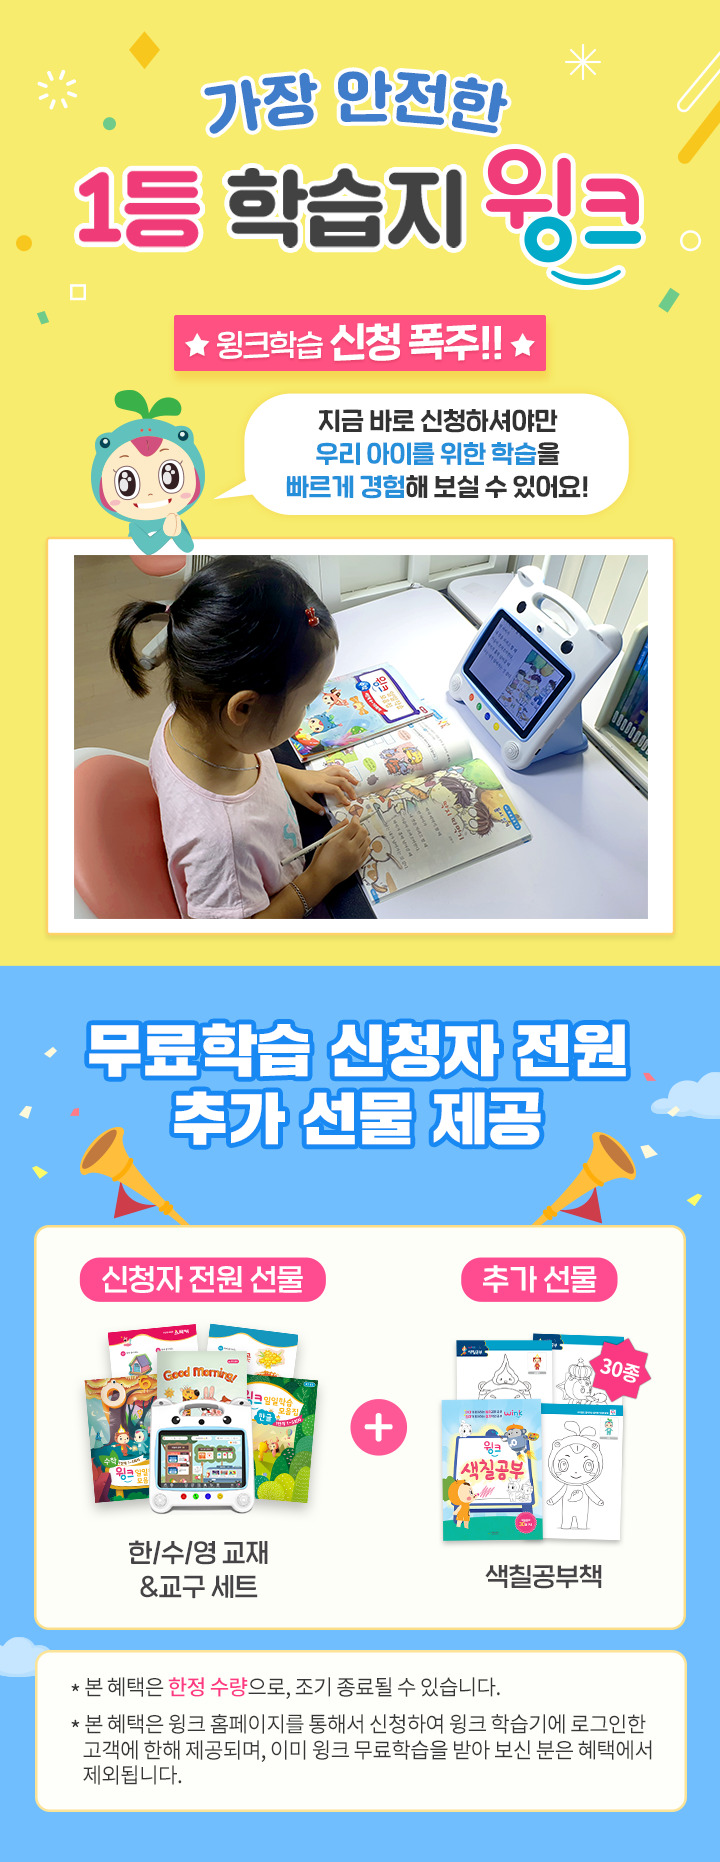 가장 안전한
1등 학습지 윙크
윙크학습 신청 폭주!!
지금 바로 신청하셔야만
우리 아이를 위한 학습을
빠르게 경험해 보실 수 있어요!
윙크
무료학습 신청자 전원
추가 선물 제공
신청자 전원 선물
추가 선물
Good Morning!
30종
wink
윙크
색칠공부
수학
한글
한/수/영 교재
&교구 세트
색칠공부책
* 본 혜택은 한정 수량으로, 조기 종료될 수 있습니다.
* 본 혜택은 윙크 홈페이지를 통해서 신청하여 윙크 학습기에 로그인한
고객에 한해 제공되며, 이미 윙크 무료학습을 받아 보신 분은 혜택에서
제외됩니다.